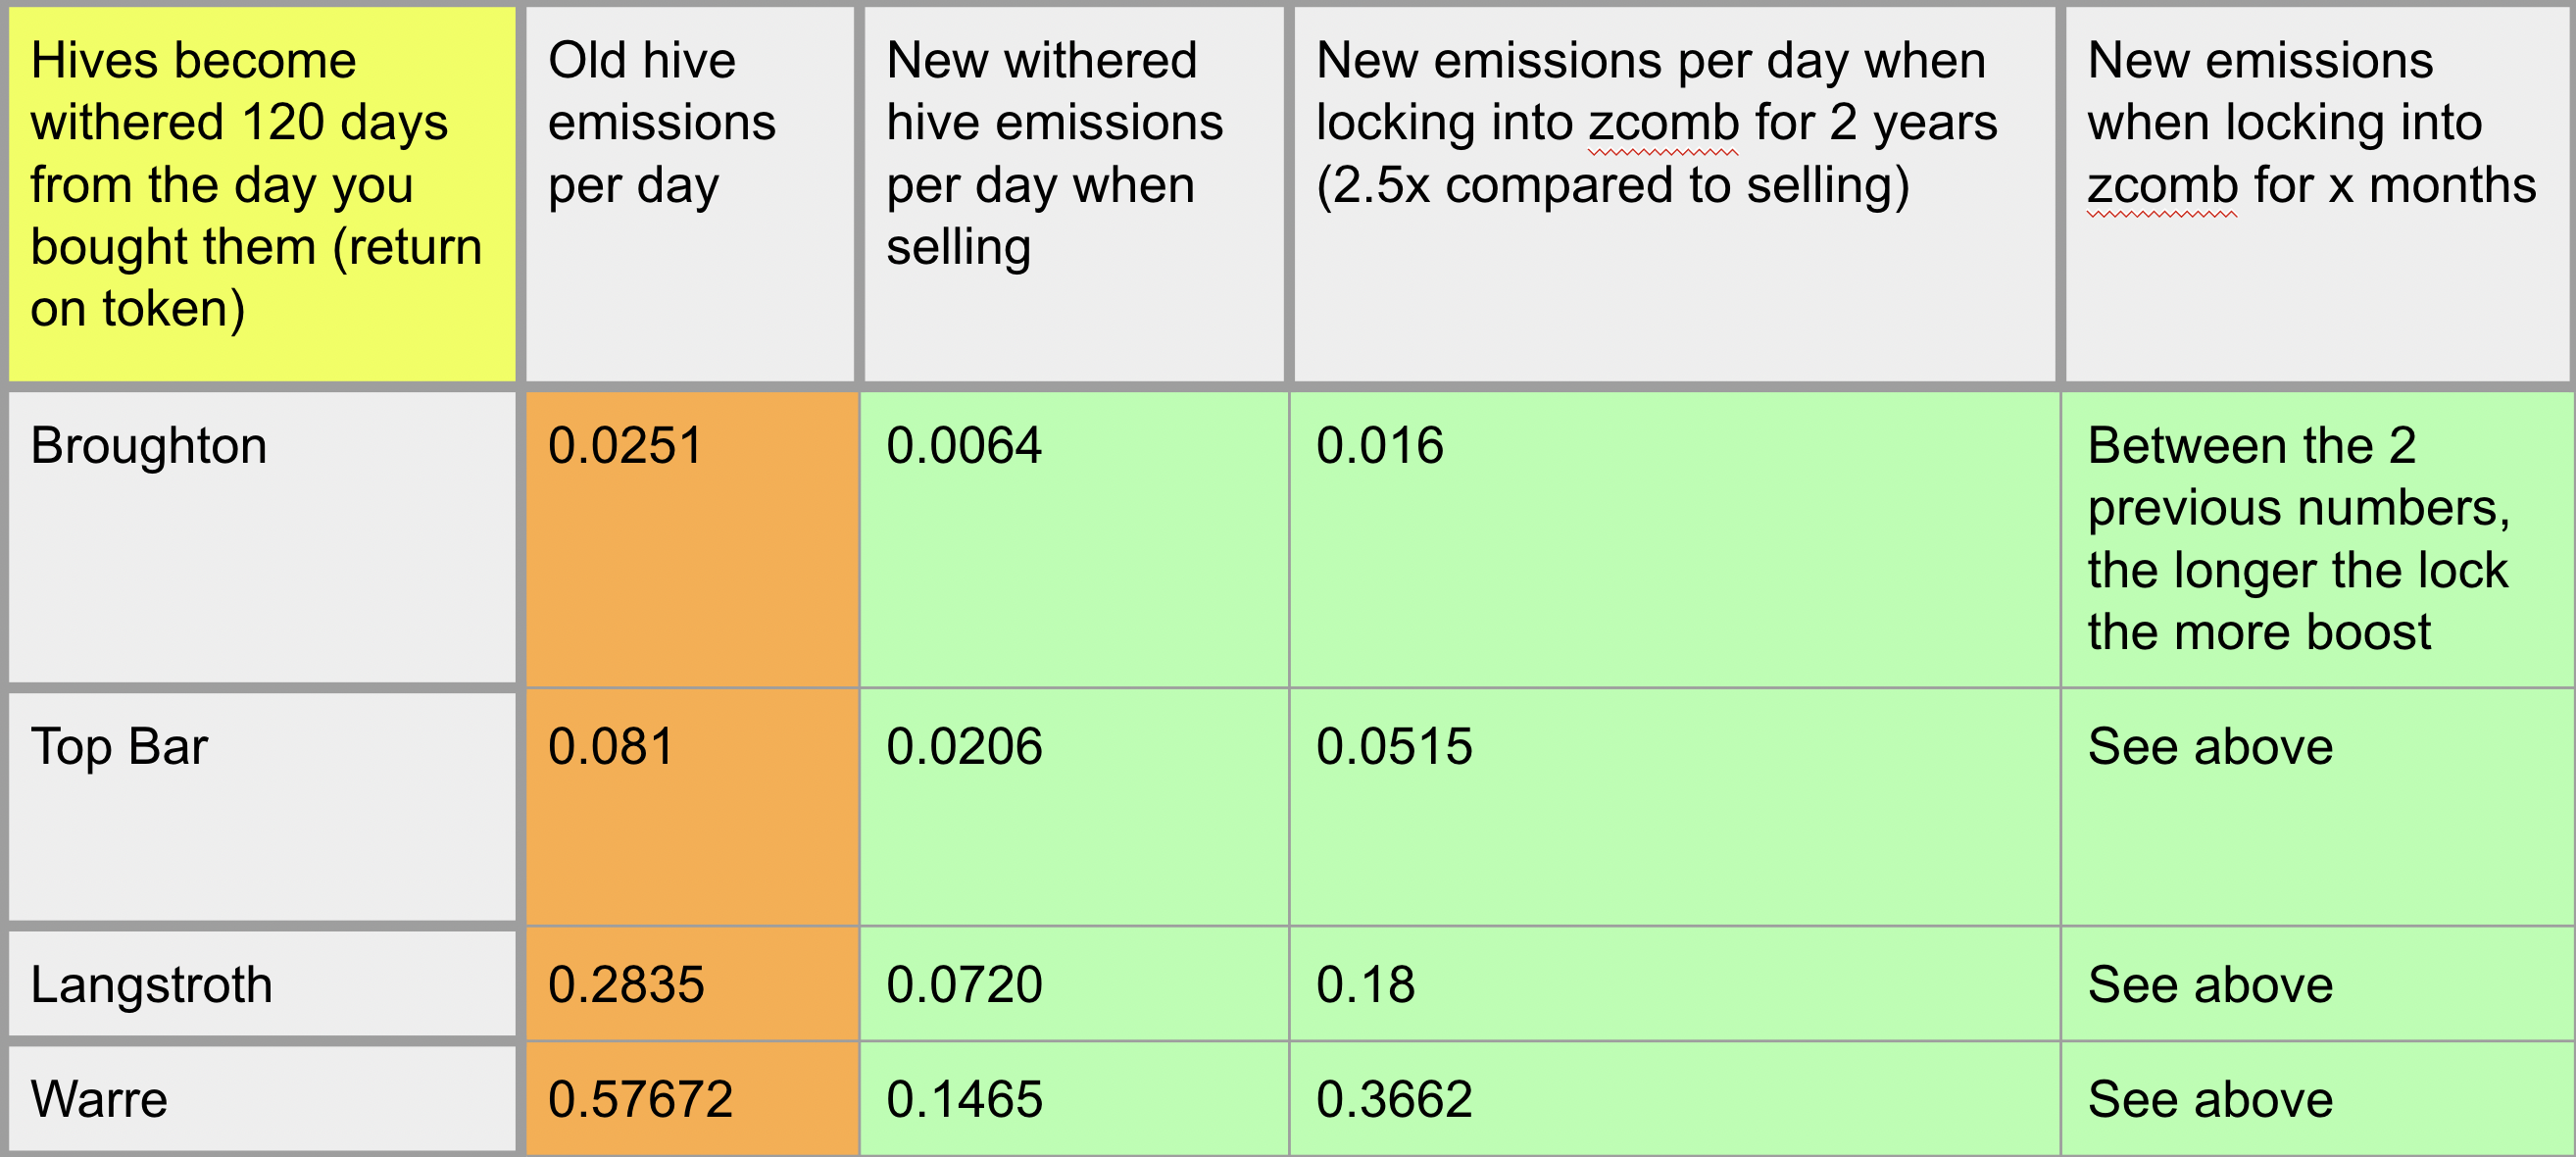 Hives become
withered 120 days
from the day you
bought them (return
on token)
Old hive
emissions
per day
New withered
hive emissions
per day when
selling
New emissions per day when
locking into zcomb for 2 years
(2.5x compared to selling)
New emissions
when locking into
zcomb for x months
Broughton
0.0251
0.0064
0.016
Between the 2
previous numbers,
the longer the lock
the more boost
Top Bar
0.081
0.0206
0.0515
See above
Langstroth
0.2835
0.0720
0.18
See above
Warre
0.57672
0.1465
0.3662
See above